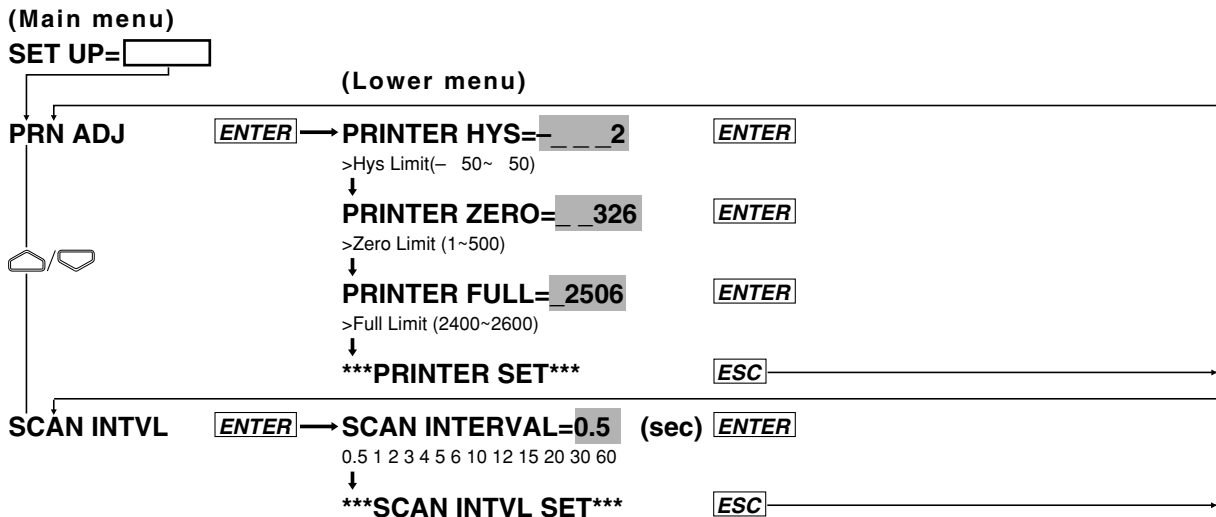 (Main menu)
SET UP=
(Lower menu)
PRN ADJ ENTER PRINTER HYS=–_ _ _2 ENTER
>Hys Limit(– 50~ 50)
PRINTER ZERO=_ _326 ENTER
>Zero Limit (1~500)
/
PRINTER FULL=_2506 ENTER
>Full Limit (2400~2600)
***PRINTER SET*** ESC
SCAN INTVL ENTER SCAN INTERVAL=0.5 (sec) ENTER
0.5 1 2 3 4 5 6 10 12 15 20 30 60
***SCAN INTVL SET*** ESC